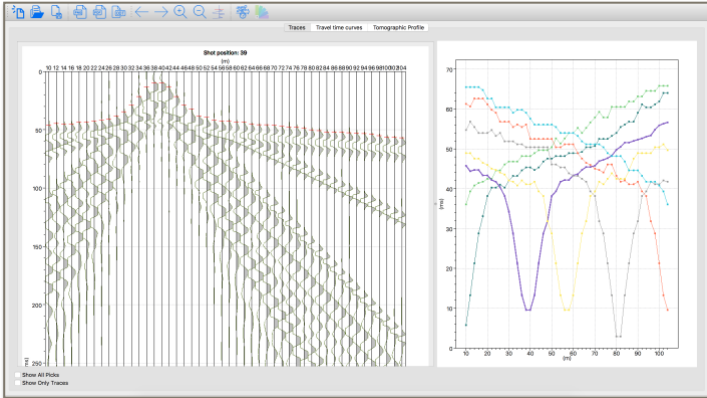 Traces Travel time curves Tomographic Profile
Shot position: 39
(m)
10 12 14 16 18 20 22 24 26 28 30 32 34 36 38 40 42 44 46 48 50 52 54 56 58 60 62 64 66 68 70 72 74 76 78 80 82 84 86 88 90 92 94 96 98 100 102 104
0
50
100
150
200
250
(ms)
70
60
50
40
30
20
10
0
[ms]
10 20 30 40 50 60 70 80 90 100
[m]
Show All Picks
Show Only Traces